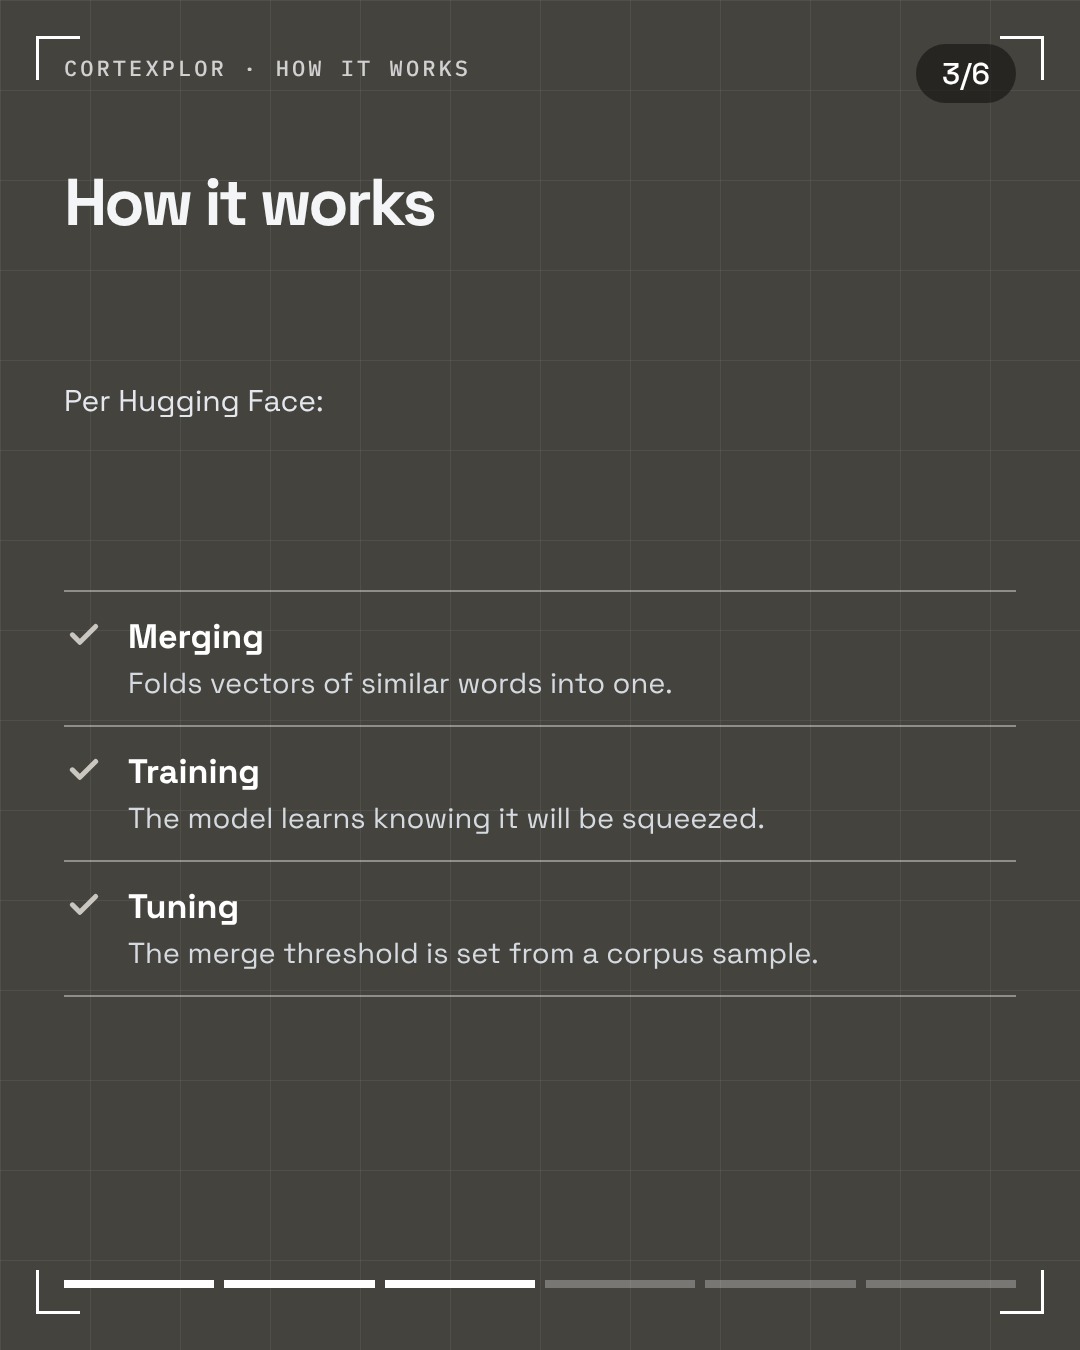 CORTEXPLOR · HOW IT WORKS
3/6
How it works
Per Hugging Face:
Merging
Folds vectors of similar words into one.
Training
The model learns knowing it will be squeezed.
Tuning
The merge threshold is set from a corpus sample.